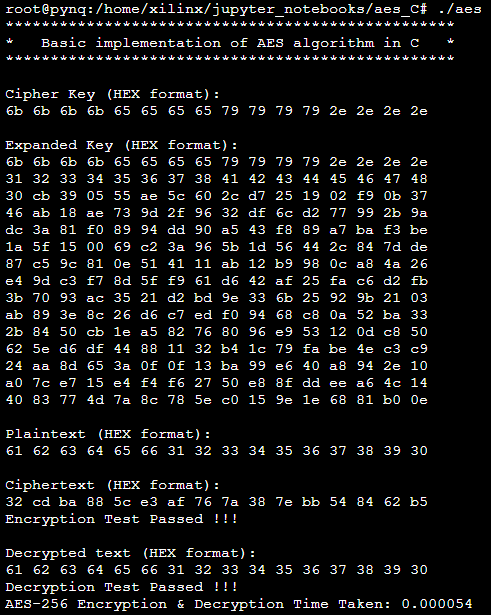 root@pynq:/home/xilinx/jupyter_notebooks/aes_C# ./aes
**************************************************
*   Basic implementation of AES algorithm in C   *
**************************************************
Cipher Key (HEX format):
6b 6b 6b 6b 65 65 65 65 79 79 79 79 2e 2e 2e 2e
Expanded Key (HEX format):
6b 6b 6b 6b 65 65 65 65 79 79 79 79 2e 2e 2e 2e
31 32 33 34 35 36 37 38 41 42 43 44 45 46 47 48
30 cb 39 05 55 ae 5c 60 2c d7 25 19 02 f9 0b 37
46 ab 18 ae 73 9d 2f 96 32 df 6c d2 77 99 2b 9a
dc 3a 81 f0 89 94 dd 90 a5 43 f8 89 a7 ba f3 be
1a 5f 15 00 69 c2 3a 96 5b 1d 56 44 2c 84 7d de
87 c5 9c 81 0e 51 41 11 ab 12 b9 98 0c a8 4a 26
e4 9d c3 f7 8d 5f f9 61 d6 42 af 25 fa c6 d2 fb
3b 70 93 ac 35 21 d2 bd 9e 33 6b 25 92 9b 21 03
ab 89 3e 8c 26 d6 c7 ed f0 94 68 c8 0a 52 ba 33
2b 84 50 cb 1e a5 82 76 80 96 e9 53 12 0d c8 50
62 5e d6 df 44 88 11 32 b4 1c 79 fa be 4e c3 c9
24 aa 8d 65 3a 0f 0f 13 ba 99 e6 40 a8 94 2e 10
a0 7c e7 15 e4 f4 f6 27 50 e8 8f dd ee a6 4c 14
40 83 77 4d 7a 8c 78 5e c0 15 9e 1e 68 81 b0 0e
Plaintext (HEX format):
61 62 63 64 65 66 31 32 33 34 35 36 37 38 39 30
Ciphertext (HEX format):
32 cd ba 88 5c e3 af 76 7a 38 7e bb 54 84 62 b5
Encryption Test Passed !!!
Decrypted text (HEX format):
61 62 63 64 65 66 31 32 33 34 35 36 37 38 39 30
Decryption Test Passed !!!
AES-256 Encryption & Decryption Time Taken: 0.000054